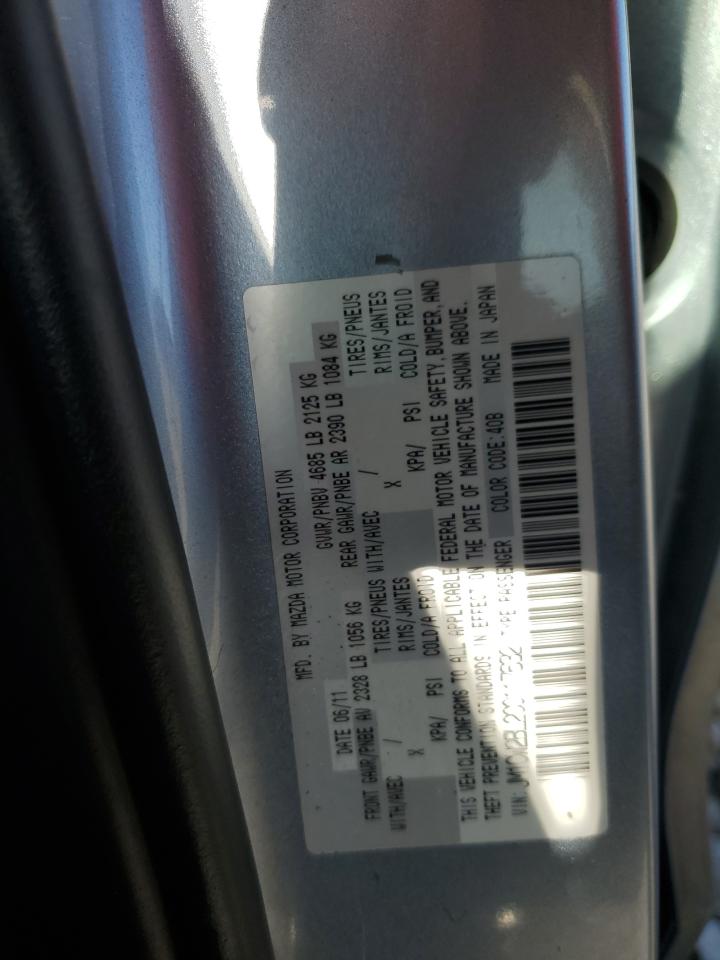 MFD. BY MAZDA MOTOR CORPORATION
DATE 06/11 GVWR/PNBV 4685 LB 2125 KG
FRONT GAWR/PNBE AV 2328 LB 1056 KG REAR GAWR/PNBE AR 2390 LB 1084 KG
WITH/AVEC / TIRES/PNEUS WITH/AVEC / TIRES/PNEUS
X RIMS/JANTES X RIMS/JANTES
KPA/ PSI COLD/A FROID KPA/ PSI COLD/A FROID
THIS VEHICLE CONFORMS TO ALL APPLICABLE FEDERAL MOTOR VEHICLE SAFETY, BUMPER, AND
THEFT PREVENTION STANDARDS IN EFFECT ON THE DATE OF MANUFACTURE SHOWN ABOVE.
VIN: TYPE PASSENGER COLOR CODE:40B MADE IN JAPAN